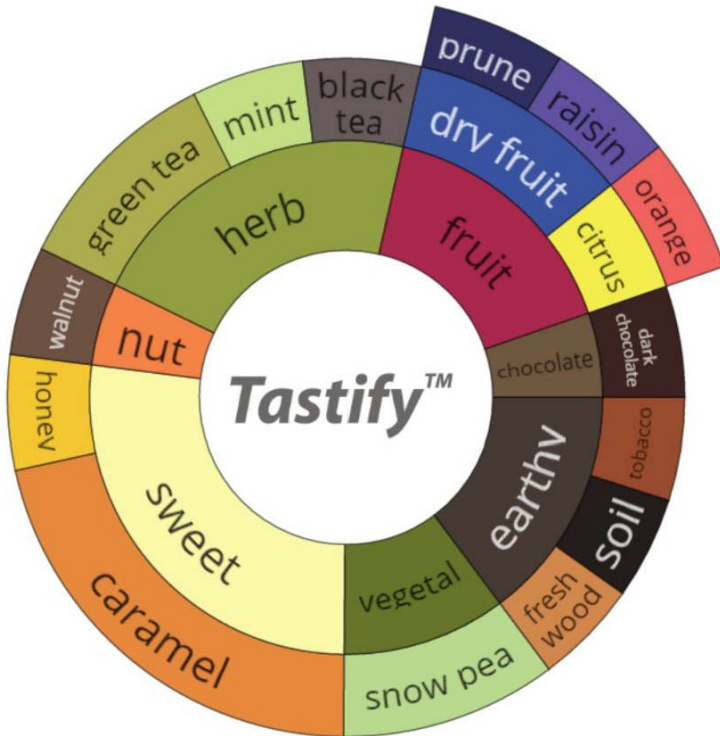 prune
raisin
orange
dry fruit
citrus
fruit
black
tea
mint
green tea
herb
walnut
nut
honey
sweet
caramel
vegetal
snow pea
earthy
fresh
wood
soil
tobacco
chocolate
dark
chocolate
Tastify™